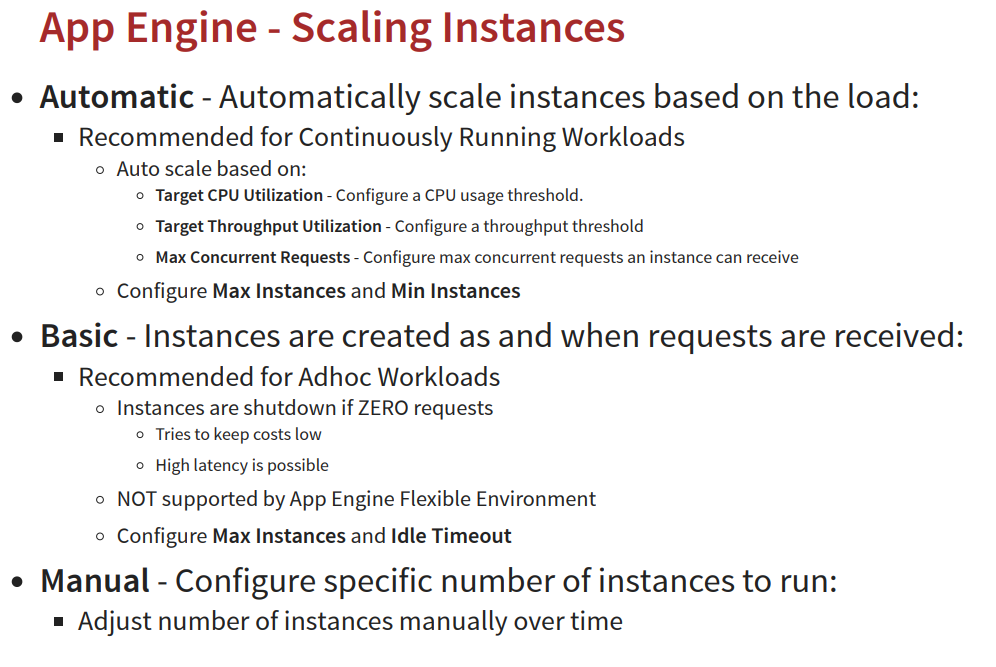 App Engine - Scaling Instances
Automatic - Automatically scale instances based on the load:
Recommended for Continuously Running Workloads
Auto scale based on:
Target CPU Utilization - Configure a CPU usage threshold.
Target Throughput Utilization - Configure a throughput threshold
Max Concurrent Requests - Configure max concurrent requests an instance can receive
Configure Max Instances and Min Instances
Basic - Instances are created as and when requests are received:
Recommended for Adhoc Workloads
Instances are shutdown if ZERO requests
Tries to keep costs low
High latency is possible
NOT supported by App Engine Flexible Environment
Configure Max Instances and Idle Timeout
Manual - Configure specific number of instances to run:
Adjust number of instances manually over time